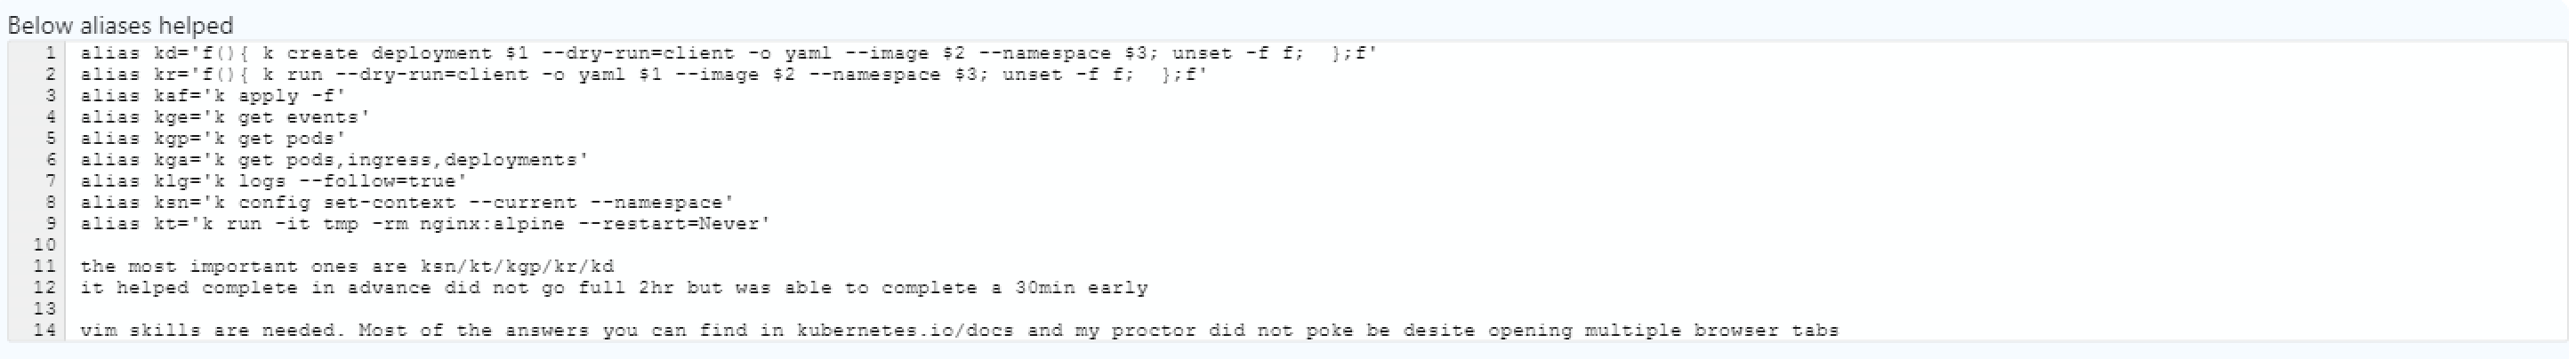 Below aliases helped
1 alias kd='f(){ k create deployment $1 --dry-run=client -o yaml --image $2 --namespace $3; unset -f f;  };f'
2 alias kr='f(){ k run --dry-run=client -o yaml $1 --image $2 --namespace $3; unset -f f;  };f'
3 alias kaf='k apply -f'
4 alias kge='k get events'
5 alias kgp='k get pods'
6 alias kga='k get pods,ingress,deployments'
7 alias klg='k logs --follow=true'
8 alias ksn='k config set-context --current --namespace'
9 alias kt='k run -it tmp -rm nginx:alpine --restart=Never'
10
11 the most important ones are ksn/kt/kgp/kr/kd
12 it helped complete in advance did not go full 2hr but was able to complete a 30min early
13
14 vim skills are needed. Most of the answers you can find in kubernetes.io/docs and my proctor did not poke be desite opening multiple browser tabs